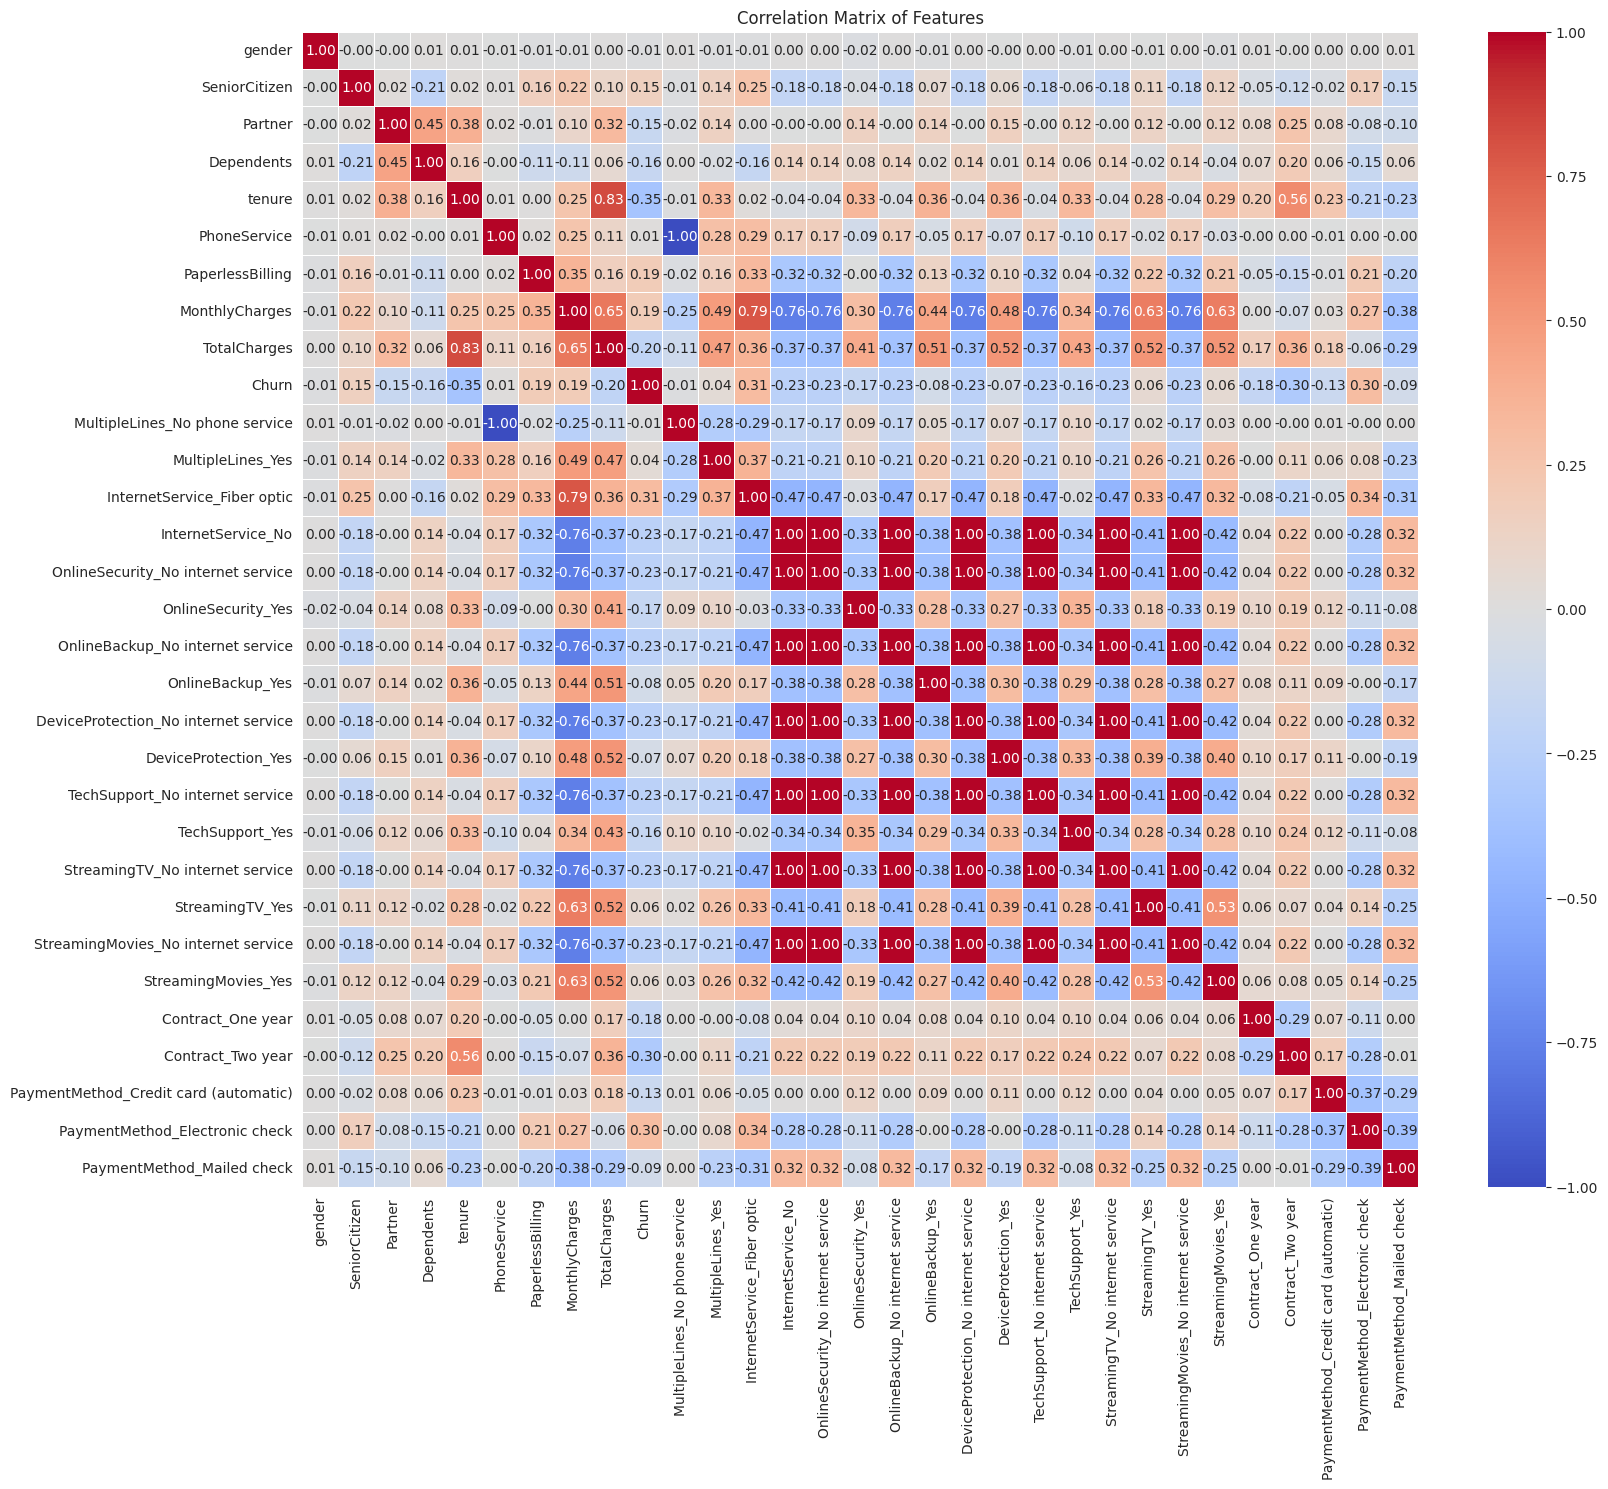 Correlation Matrix of Features
gender 1.00 -0.00 -0.00 0.01 0.01 -0.01 -0.01 -0.01 0.00 -0.01 0.01 -0.01 -0.01 0.00 0.00 -0.02 0.00 -0.01 0.00 -0.00 0.00 -0.01 0.00 -0.01 0.00 -0.01 0.01 -0.00 0.00 0.00 0.01
SeniorCitizen -0.00 1.00 0.02 -0.21 0.02 0.01 0.16 0.22 0.10 0.15 -0.01 0.14 0.25 -0.18 -0.18 -0.04 -0.18 0.07 -0.18 0.06 -0.18 -0.06 -0.18 0.11 -0.18 0.12 -0.05 -0.12 -0.02 0.17 -0.15
Partner -0.00 0.02 1.00 0.45 0.38 0.02 -0.01 0.10 0.32 -0.15 -0.02 0.14 0.00 -0.00 -0.00 0.14 -0.00 0.14 -0.00 0.15 -0.00 0.12 -0.00 0.12 -0.00 0.12 0.08 0.25 0.08 -0.08 -0.10
Dependents 0.01 -0.21 0.45 1.00 0.16 -0.00 -0.11 -0.11 0.06 -0.16 0.00 -0.02 -0.16 0.14 0.14 0.08 0.14 0.02 0.14 0.01 0.14 0.06 0.14 -0.02 0.14 -0.04 0.07 0.20 0.06 -0.15 0.06
tenure 0.01 0.02 0.38 0.16 1.00 0.01 0.00 0.25 0.83 -0.35 -0.01 0.33 0.02 -0.04 -0.04 0.33 -0.04 0.36 -0.04 0.36 -0.04 0.33 -0.04 0.28 -0.04 0.29 0.20 0.56 0.23 -0.21 -0.23
PhoneService -0.01 0.01 0.02 -0.00 0.01 1.00 0.02 0.25 0.11 0.01 -1.00 0.28 0.29 0.17 0.17 -0.09 0.17 -0.05 0.17 -0.07 0.17 -0.10 0.17 -0.02 0.17 -0.03 -0.00 0.00 -0.01 0.00 -0.00
PaperlessBilling -0.01 0.16 -0.01 -0.11 0.00 0.02 1.00 0.35 0.16 0.19 -0.02 0.16 0.33 -0.32 -0.32 -0.00 -0.32 0.13 -0.32 0.10 -0.32 0.04 -0.32 0.22 -0.32 0.21 -0.05 -0.15 -0.01 0.21 -0.20
MonthlyCharges -0.01 0.22 0.10 -0.11 0.25 0.25 0.35 1.00 0.65 0.19 -0.25 0.49 0.79 -0.76 -0.76 0.30 -0.76 0.44 -0.76 0.48 -0.76 0.34 -0.76 0.63 -0.76 0.63 0.00 -0.07 0.03 0.27 -0.38
TotalCharges 0.00 0.10 0.32 0.06 0.83 0.11 0.16 0.65 1.00 -0.20 -0.11 0.47 0.36 -0.37 -0.37 0.41 -0.37 0.51 -0.37 0.52 -0.37 0.43 -0.37 0.52 -0.37 0.52 0.17 0.36 0.18 -0.06 -0.29
Churn -0.01 0.15 -0.15 -0.16 -0.35 0.01 0.19 0.19 -0.20 1.00 -0.01 0.04 0.31 -0.23 -0.23 -0.17 -0.23 -0.08 -0.23 -0.07 -0.23 -0.16 -0.23 0.06 -0.23 0.06 -0.18 -0.30 -0.13 0.30 -0.09
MultipleLines_No phone service 0.01 -0.01 -0.02 0.00 -0.01 -1.00 -0.02 -0.25 -0.11 -0.01 1.00 -0.28 -0.29 -0.17 -0.17 0.09 -0.17 0.05 -0.17 0.07 -0.17 0.10 -0.17 0.02 -0.17 0.03 0.00 -0.00 0.01 -0.00 0.00
MultipleLines_Yes -0.01 0.14 0.14 -0.02 0.33 0.28 0.16 0.49 0.47 0.04 -0.28 1.00 0.37 -0.21 -0.21 0.10 -0.21 0.20 -0.21 0.20 -0.21 0.10 -0.21 0.26 -0.21 0.26 -0.00 0.11 0.06 0.08 -0.23
InternetService_Fiber optic -0.01 0.25 0.00 -0.16 0.02 0.29 0.33 0.79 0.36 0.31 -0.29 0.37 1.00 -0.47 -0.47 -0.03 -0.47 0.17 -0.47 0.18 -0.47 -0.02 -0.47 0.33 -0.47 0.32 -0.08 -0.21 -0.05 0.34 -0.31
InternetService_No 0.00 -0.18 -0.00 0.14 -0.04 0.17 -0.32 -0.76 -0.37 -0.23 -0.17 -0.21 -0.47 1.00 1.00 -0.33 1.00 -0.38 1.00 -0.38 1.00 -0.34 1.00 -0.41 1.00 -0.42 0.04 0.22 0.00 -0.28 0.32
OnlineSecurity_No internet service 0.00 -0.18 -0.00 0.14 -0.04 0.17 -0.32 -0.76 -0.37 -0.23 -0.17 -0.21 -0.47 1.00 1.00 -0.33 1.00 -0.38 1.00 -0.38 1.00 -0.34 1.00 -0.41 1.00 -0.42 0.04 0.22 0.00 -0.28 0.32
OnlineSecurity_Yes -0.02 -0.04 0.14 0.08 0.33 -0.09 -0.00 0.30 0.41 -0.17 0.09 0.10 -0.03 -0.33 -0.33 1.00 -0.33 0.28 -0.33 0.27 -0.33 0.35 -0.33 0.18 -0.33 0.19 0.10 0.19 0.12 -0.11 -0.08
OnlineBackup_No internet service 0.00 -0.18 -0.00 0.14 -0.04 0.17 -0.32 -0.76 -0.37 -0.23 -0.17 -0.21 -0.47 1.00 1.00 -0.33 1.00 -0.38 1.00 -0.38 1.00 -0.34 1.00 -0.41 1.00 -0.42 0.04 0.22 0.00 -0.28 0.32
OnlineBackup_Yes -0.01 0.07 0.14 0.02 0.36 -0.05 0.13 0.44 0.51 -0.08 0.05 0.20 0.17 -0.38 -0.38 0.28 -0.38 1.00 -0.38 0.30 -0.38 0.29 -0.38 0.28 -0.38 0.27 0.08 0.11 0.09 -0.00 -0.17
DeviceProtection_No internet service 0.00 -0.18 -0.00 0.14 -0.04 0.17 -0.32 -0.76 -0.37 -0.23 -0.17 -0.21 -0.47 1.00 1.00 -0.33 1.00 -0.38 1.00 -0.38 1.00 -0.34 1.00 -0.41 1.00 -0.42 0.04 0.22 0.00 -0.28 0.32
DeviceProtection_Yes -0.00 0.06 0.15 0.01 0.36 -0.07 0.10 0.48 0.52 -0.07 0.07 0.20 0.18 -0.38 -0.38 0.27 -0.38 0.30 -0.38 1.00 -0.38 0.33 -0.38 0.39 -0.38 0.40 0.10 0.17 0.11 -0.00 -0.19
TechSupport_No internet service 0.00 -0.18 -0.00 0.14 -0.04 0.17 -0.32 -0.76 -0.37 -0.23 -0.17 -0.21 -0.47 1.00 1.00 -0.33 1.00 -0.38 1.00 -0.38 1.00 -0.34 1.00 -0.41 1.00 -0.42 0.04 0.22 0.00 -0.28 0.32
TechSupport_Yes -0.01 -0.06 0.12 0.06 0.33 -0.10 0.04 0.34 0.43 -0.16 0.10 0.10 -0.02 -0.34 -0.34 0.35 -0.34 0.29 -0.34 0.33 -0.34 1.00 -0.34 0.28 -0.34 0.28 0.10 0.24 0.12 -0.11 -0.08
StreamingTV_No internet service 0.00 -0.18 -0.00 0.14 -0.04 0.17 -0.32 -0.76 -0.37 -0.23 -0.17 -0.21 -0.47 1.00 1.00 -0.33 1.00 -0.38 1.00 -0.38 1.00 -0.34 1.00 -0.41 1.00 -0.42 0.04 0.22 0.00 -0.28 0.32
StreamingTV_Yes -0.01 0.11 0.12 -0.02 0.28 -0.02 0.22 0.63 0.52 0.06 0.02 0.26 0.33 -0.41 -0.41 0.18 -0.41 0.28 -0.41 0.39 -0.41 0.28 -0.41 1.00 -0.41 0.53 0.06 0.07 0.04 0.14 -0.25
StreamingMovies_No internet service 0.00 -0.18 -0.00 0.14 -0.04 0.17 -0.32 -0.76 -0.37 -0.23 -0.17 -0.21 -0.47 1.00 1.00 -0.33 1.00 -0.38 1.00 -0.38 1.00 -0.34 1.00 -0.41 1.00 -0.42 0.04 0.22 0.00 -0.28 0.32
StreamingMovies_Yes -0.01 0.12 0.12 -0.04 0.29 -0.03 0.21 0.63 0.52 0.06 0.03 0.26 0.32 -0.42 -0.42 0.19 -0.42 0.27 -0.42 0.40 -0.42 0.28 -0.42 0.53 -0.42 1.00 0.06 0.08 0.05 0.14 -0.25
Contract_One year 0.01 -0.05 0.08 0.07 0.20 -0.00 -0.05 0.00 0.17 -0.18 0.00 -0.00 -0.08 0.04 0.04 0.10 0.04 0.08 0.04 0.10 0.04 0.10 0.04 0.06 0.04 0.06 1.00 -0.29 0.07 -0.11 0.00
Contract_Two year -0.00 -0.12 0.25 0.20 0.56 0.00 -0.15 -0.07 0.36 -0.30 -0.00 0.11 -0.21 0.22 0.22 0.19 0.22 0.11 0.22 0.17 0.22 0.24 0.22 0.07 0.22 0.08 -0.29 1.00 0.17 -0.28 -0.01
PaymentMethod_Credit card (automatic) 0.00 -0.02 0.08 0.06 0.23 -0.01 -0.01 0.03 0.18 -0.13 0.01 0.06 -0.05 0.00 0.00 0.12 0.00 0.09 0.00 0.11 0.00 0.12 0.00 0.04 0.00 0.05 0.07 0.17 1.00 -0.37 -0.29
PaymentMethod_Electronic check 0.00 0.17 -0.08 -0.15 -0.21 0.00 0.21 0.27 -0.06 0.30 -0.00 0.08 0.34 -0.28 -0.28 -0.11 -0.28 -0.00 -0.28 -0.00 -0.28 -0.11 -0.28 0.14 -0.28 0.14 -0.11 -0.28 -0.37 1.00 -0.39
PaymentMethod_Mailed check 0.01 -0.15 -0.10 0.06 -0.23 -0.00 -0.20 -0.38 -0.29 -0.09 0.00 -0.23 -0.31 0.32 0.32 -0.08 0.32 -0.17 0.32 -0.19 0.32 -0.08 0.32 -0.25 0.32 -0.25 0.00 -0.01 -0.29 -0.39 1.00
gender
SeniorCitizen
Partner
Dependents
tenure
PhoneService
PaperlessBilling
MonthlyCharges
TotalCharges
Churn
MultipleLines_No phone service
MultipleLines_Yes
InternetService_Fiber optic
InternetService_No
OnlineSecurity_No internet service
OnlineSecurity_Yes
OnlineBackup_No internet service
OnlineBackup_Yes
DeviceProtection_No internet service
DeviceProtection_Yes
TechSupport_No internet service
TechSupport_Yes
StreamingTV_No internet service
StreamingTV_Yes
StreamingMovies_No internet service
StreamingMovies_Yes
Contract_One year
Contract_Two year
PaymentMethod_Credit card (automatic)
PaymentMethod_Electronic check
PaymentMethod_Mailed check
1.00
0.75
0.50
0.25
0.00
−0.25
−0.50
−0.75
−1.00